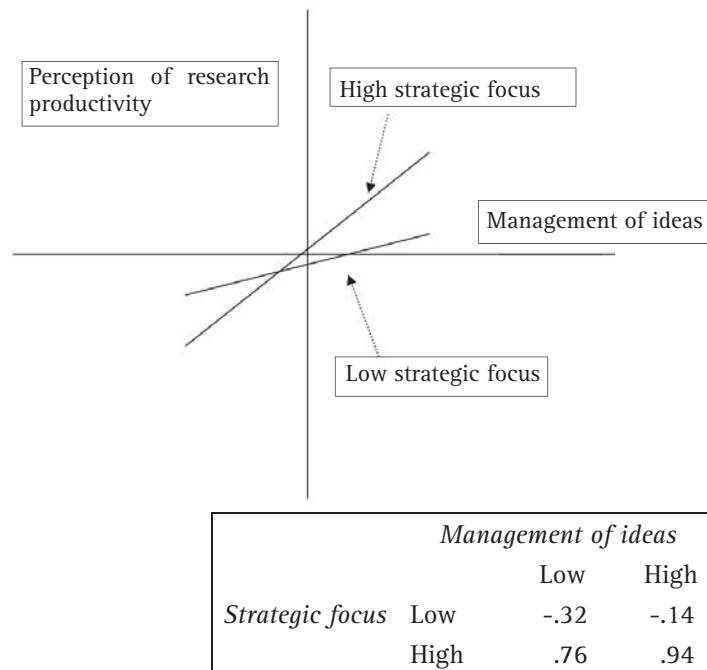 Perception of research
productivity
High strategic focus
Management of ideas
Low strategic focus
Management of ideas
Low High
Strategic focus Low -.32 -.14
High .76 .94